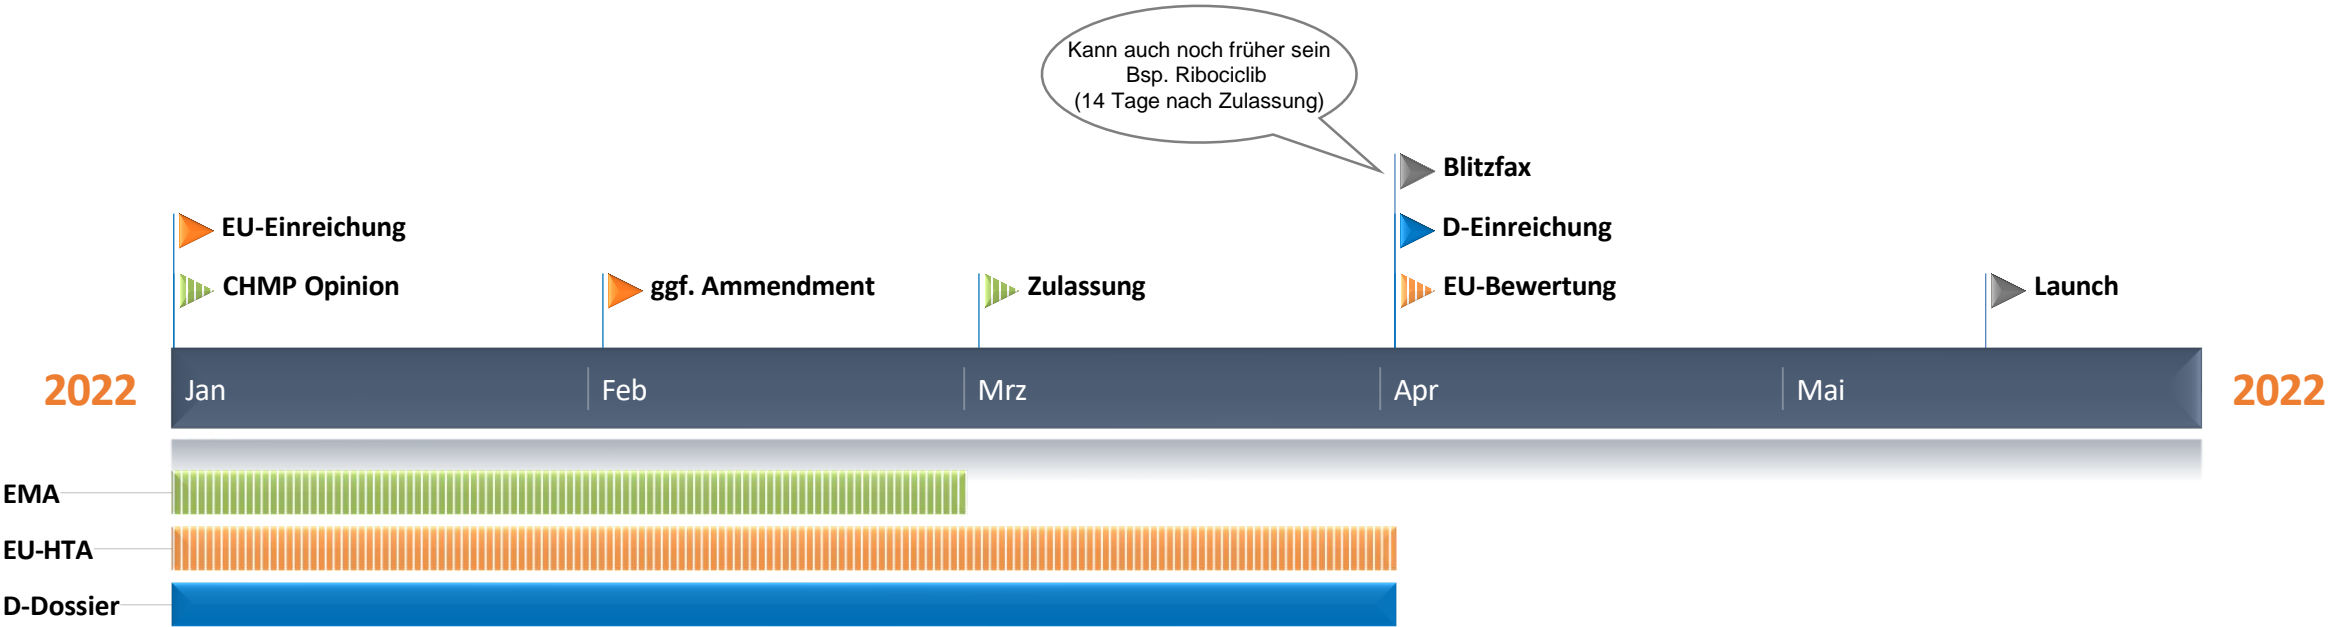 Kann auch noch früher sein
Bsp. Ribociclib
(14 Tage nach Zulassung)
Blitzfax
EU-Einreichung
D-Einreichung
CHMP Opinion
ggf. Ammendment
Zulassung
EU-Bewertung
Launch
2022
Jan
Feb
Mrz
Apr
Mai
2022
EMA
EU-HTA
D-Dossier